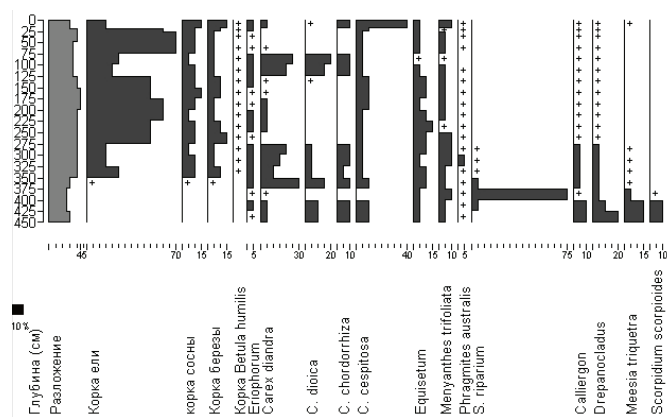 0
25
50
75
100
125
150
175
200
225
250
275
300
325
350
375
400
425
450
45
70
15
15
5
5
30
20
10
40
15
10
5
75
10
20
15
10
10%
Глубина (см)
Разложение
Корка ели
корка сосны
Корка березы
Корка Betula humilis
Eriophorum
Carex diandra
C. dioica
C. chordorrhiza
C. cespitosa
Equisetum
Menyanthes trifoliata
Phragmites australis
S. riparium
Calliergon
Drepanocladus
Meesia triquetra
Scorpidium scorpioides